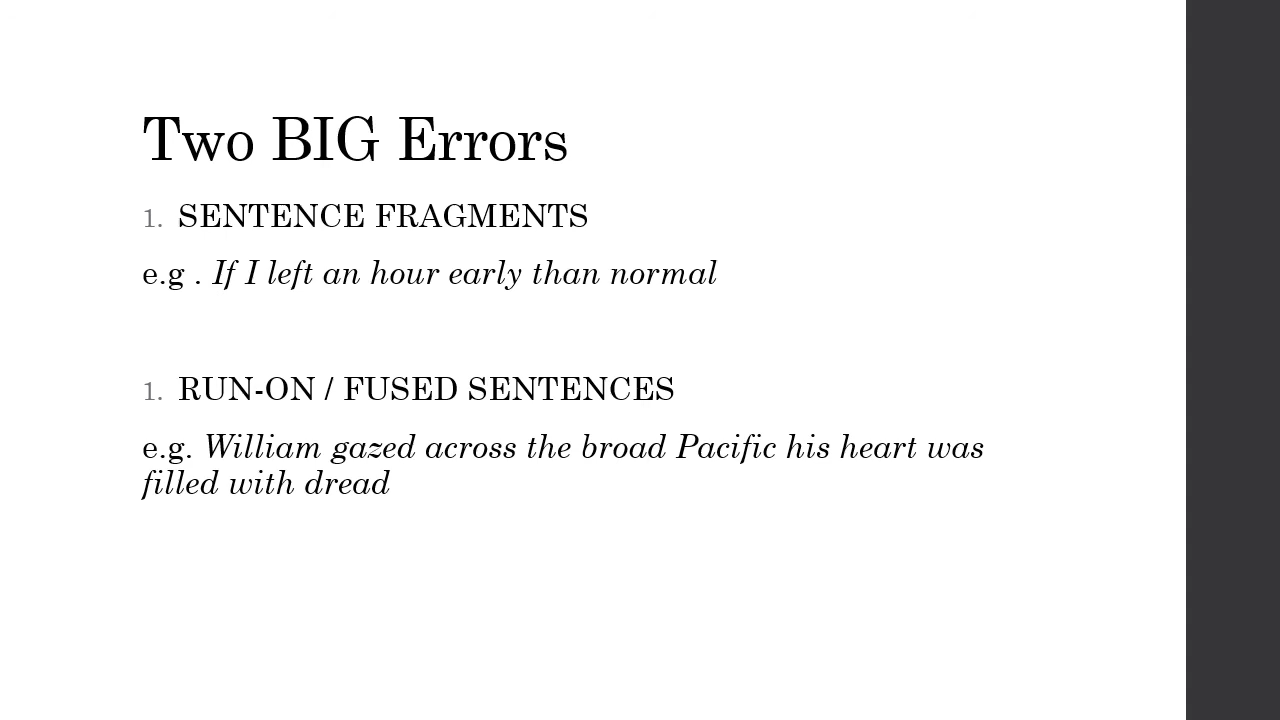 Two BIG Errors
1. SENTENCE FRAGMENTS
e.g . If I left an hour early than normal
1. RUN-ON / FUSED SENTENCES
e.g. William gazed across the broad Pacific his heart was
filled with dread